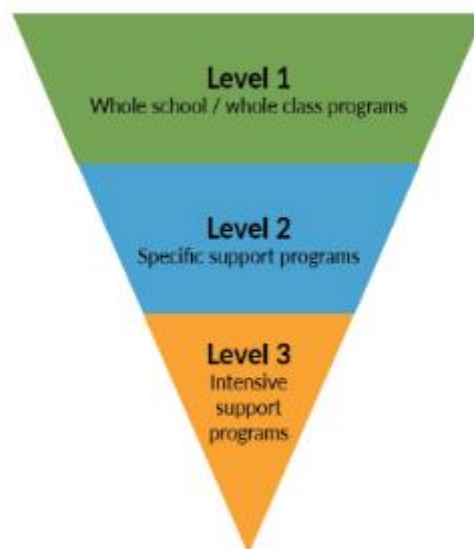 Level 1
Whole school / whole class programs
Level 2
Specific support programs
Level 3
Intensive
support
programs